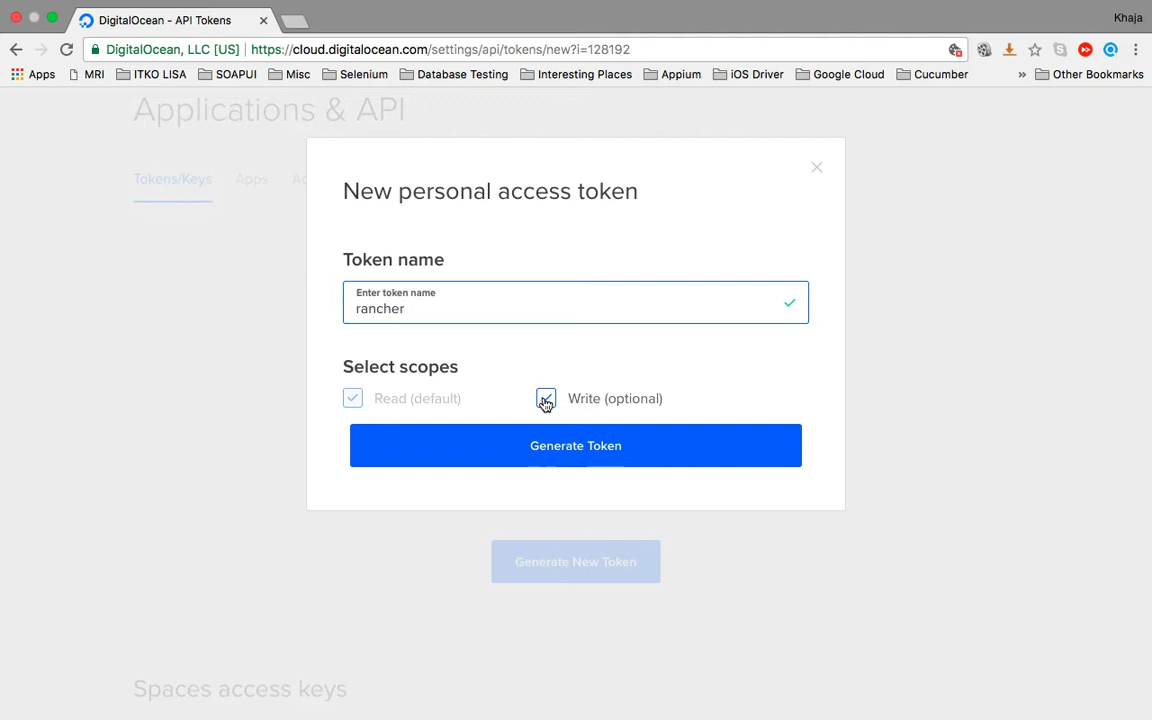 DigitalOcean - API Tokens
Khaja
DigitalOcean, LLC [US] https://cloud.digitalocean.com/settings/api/tokens/new?i=128192
Apps MRI ITKO LISA SOAPUI Misc Selenium Database Testing Interesting Places Appium iOS Driver Google Cloud Cucumber » Other Bookmarks
Applications & API
Tokens/Keys Apps
New personal access token
Token name
Enter token name
rancher
Select scopes
Read (default) Write (optional)
Generate Token
Generate New Token
Spaces access keys